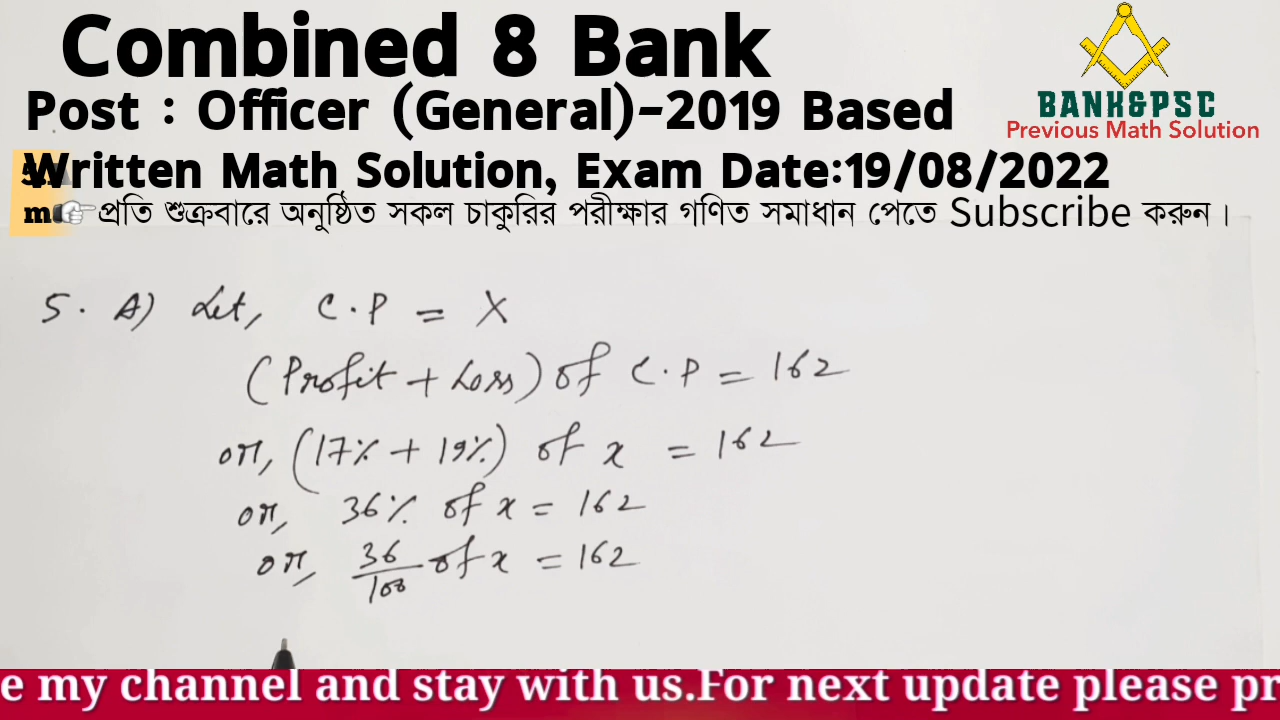 Combined 8 Bank
BANK&PSC
Previous Math Solution
Post : Officer (General)-2019 Based
Written Math Solution, Exam Date:19/08/2022
প্রতি শুক্রবারে অনুষ্ঠিত সকল চাকুরির পরীক্ষার গণিত সমাধান পেতে Subscribe করুন।
5. A) Let, C.P = X
(Profit + Loss) of C.P = 162
or, (17% + 19%) of x = 162
or, 36% of x = 162
or, 36/100 of x = 162
e my channel and stay with us.For next update please pr